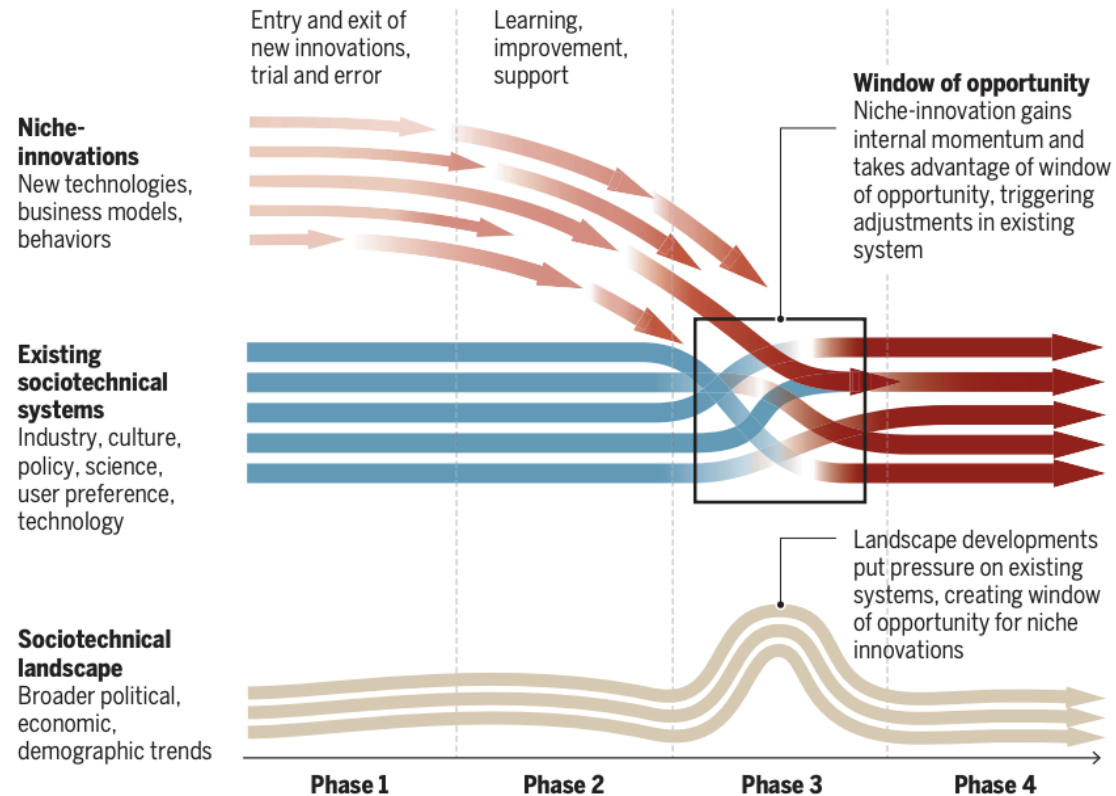 Entry and exit of
new innovations,
trial and error
Learning,
improvement,
support
Window of opportunity
Niche-innovation gains
internal momentum and
takes advantage of window
of opportunity, triggering
adjustments in existing
system
Niche-
innovations
New technologies,
business models,
behaviors
Existing
sociotechnical
systems
Industry, culture,
policy, science,
user preference,
technology
Landscape developments
put pressure on existing
systems, creating window
of opportunity for niche
innovations
Sociotechnical
landscape
Broader political,
economic,
demographic trends
Phase 1
Phase 2
Phase 3
Phase 4